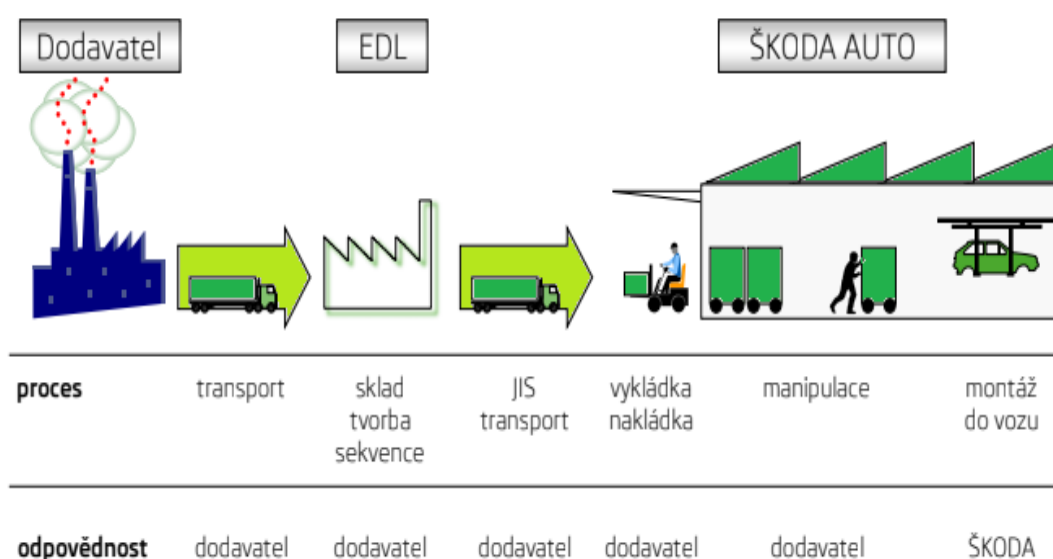 Dodavatel EDL ŠKODA AUTO
proces transport sklad JIS vykládka manipulace montáž
tvorba transport nakládka do vozu
sekvence
odpovědnost dodavatel dodavatel dodavatel dodavatel dodavatel ŠKODA